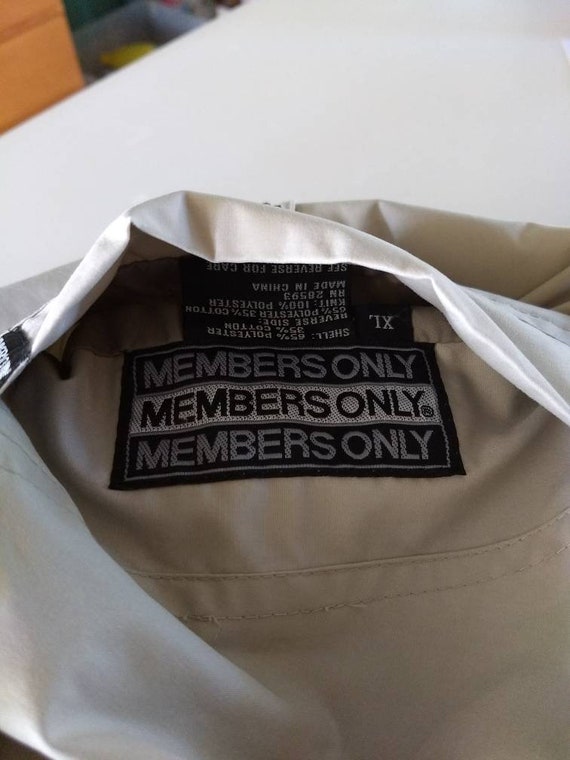 MEMBERS ONLY
MEMBERS ONLY®
MEMBERS ONLY
XL
SHELL: 65% POLYESTER
35% COTTON
REVERSE SIDE:
65% POLYESTER 35% COTTON
KNIT: 100% POLYESTER
RN 28593
MADE IN CHINA
SEE REVERSE FOR CARE